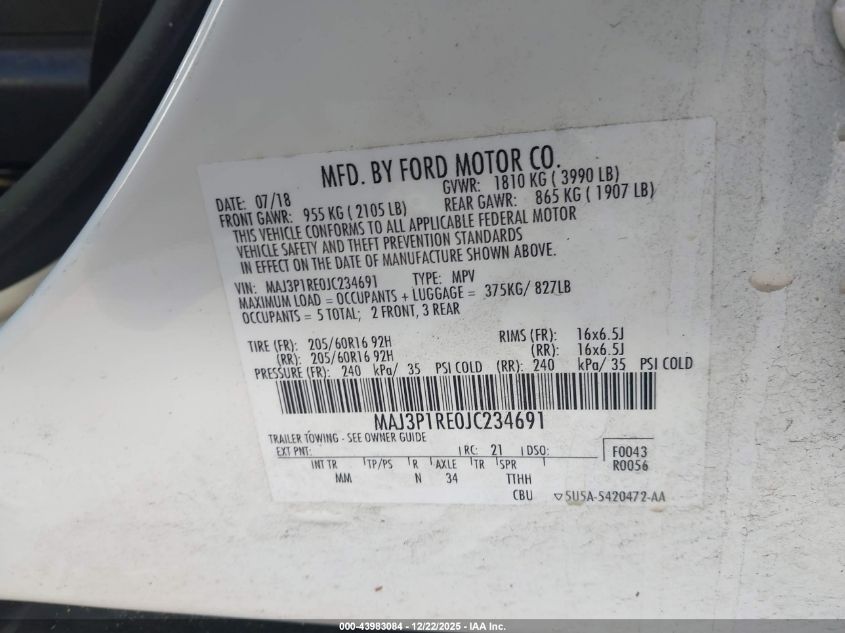 MFD. BY FORD MOTOR CO.
DATE: 07/18 GVWR: 1810 KG ( 3990 LB)
FRONT GAWR: 955 KG ( 2105 LB) REAR GAWR: 865 KG ( 1907 LB)
THIS VEHICLE CONFORMS TO ALL APPLICABLE FEDERAL MOTOR
VEHICLE SAFETY AND THEFT PREVENTION STANDARDS
IN EFFECT ON THE DATE OF MANUFACTURE SHOWN ABOVE.
VIN: MAJ3P1RE0JC234691 TYPE: MPV
MAXIMUM LOAD = OCCUPANTS + LUGGAGE = 375KG/ 827LB
OCCUPANTS = 5 TOTAL; 2 FRONT, 3 REAR
TIRE (FR): 205/60R16 92H RIMS (FR): 16x6.5J
(RR): 205/60R16 92H (RR): 16x6.5J
PRESSURE (FR): 240 kPa/ 35 PSI COLD (RR): 240 kPa/ 35 PSI COLD
MAJ3P1RE0JC234691
TRAILER TOWING - SEE OWNER GUIDE
EXT PNT: RC: 21 DSO: F0043
INT TR TP/PS R AXLE TR SPR R0056
MM N 34 TTHH
CBU 5U5A-5420472-AA
000-43983084 - 12/22/2025 - IAA Inc.